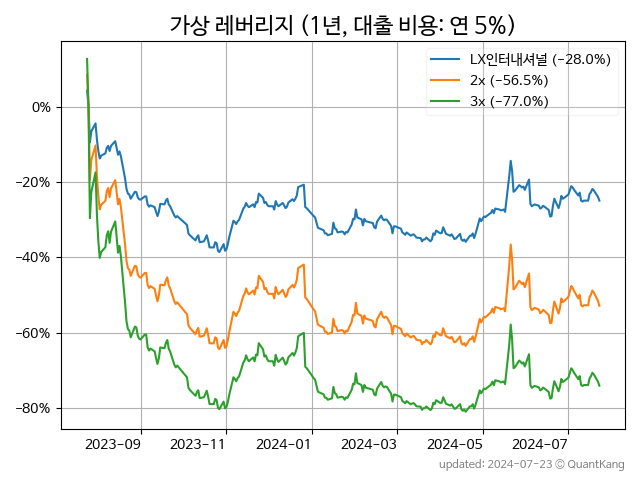 가상 레버리지 (1년, 대출 비용: 연 5%)
LX인터내셔널 (-28.0%)
2x (-56.5%)
3x (-77.0%)
0%
-20%
-40%
-60%
-80%
2023-09
2023-11
2024-01
2024-03
2024-05
2024-07
updated: 2024-07-23 © QuantKang